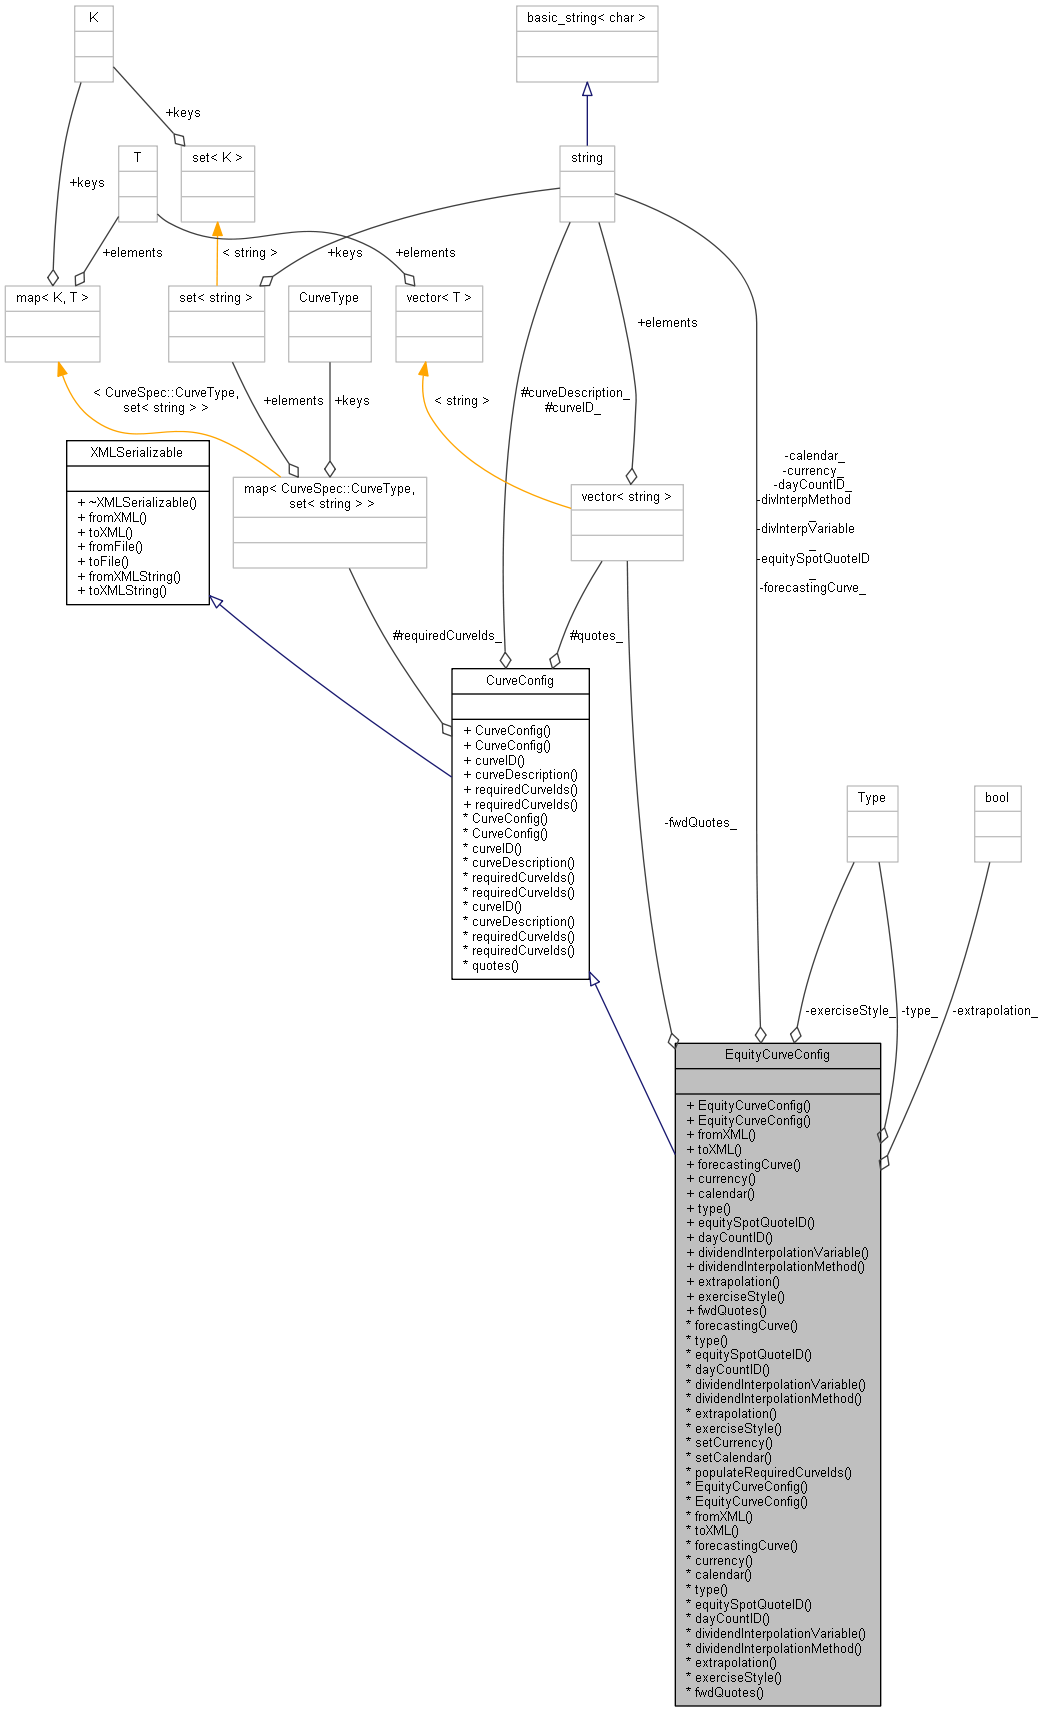 K
basic_string< char >
+keys
T
set< K >
string
+keys
+elements
< string >
+keys
+elements
map< K, T >
set< string >
CurveType
vector< T >
+elements
< CurveSpec::CurveType,
set< string > >
+elements
+keys
< string >
#curveDescription_
#curveID_
XMLSerializable
+ ~XMLSerializable()
+ fromXML()
+ toXML()
+ fromFile()
+ toFile()
+ fromXMLString()
+ toXMLString()
map< CurveSpec::CurveType,
set< string > >
vector< string >
-calendar_
-currency_
-dayCountID_
-divInterpMethod
_
-divInterpVariable
_
-equitySpotQuoteID
_
-forecastingCurve_
#requiredCurveIds_
#quotes_
CurveConfig
+ CurveConfig()
+ CurveConfig()
+ curveID()
+ curveDescription()
+ requiredCurveIds()
+ requiredCurveIds()
* CurveConfig()
* CurveConfig()
* curveID()
* curveDescription()
* requiredCurveIds()
* requiredCurveIds()
* curveID()
* curveDescription()
* requiredCurveIds()
* requiredCurveIds()
* quotes()
-fwdQuotes_
Type
bool
-exerciseStyle_
-type_
-extrapolation_
EquityCurveConfig
+ EquityCurveConfig()
+ EquityCurveConfig()
+ fromXML()
+ toXML()
+ forecastingCurve()
+ currency()
+ calendar()
+ type()
+ equitySpotQuoteID()
+ dayCountID()
+ dividendInterpolationVariable()
+ dividendInterpolationMethod()
+ extrapolation()
+ exerciseStyle()
+ fwdQuotes()
* forecastingCurve()
* type()
* equitySpotQuoteID()
* dayCountID()
* dividendInterpolationVariable()
* dividendInterpolationMethod()
* extrapolation()
* exerciseStyle()
* setCurrency()
* setCalendar()
* populateRequiredCurveIds()
* EquityCurveConfig()
* EquityCurveConfig()
* fromXML()
* toXML()
* forecastingCurve()
* currency()
* calendar()
* type()
* equitySpotQuoteID()
* dayCountID()
* dividendInterpolationVariable()
* dividendInterpolationMethod()
* extrapolation()
* exerciseStyle()
* fwdQuotes()